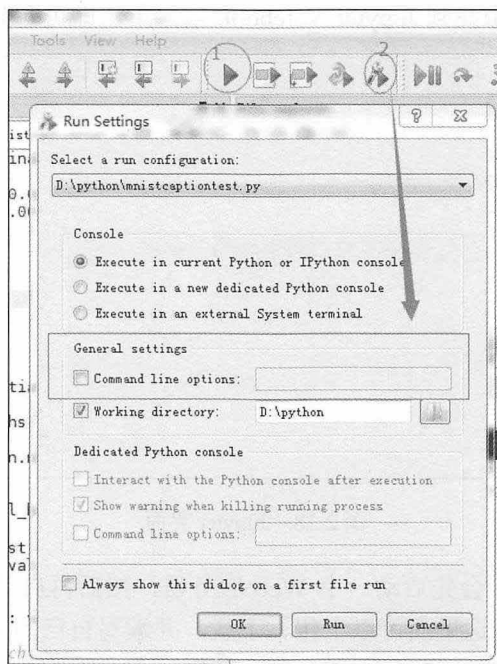 Tools View Help
1
2
Run Settings
Select a run configuration:
D:\python\mnistcaptiontest.py
Console
Execute in current Python or IPython console
Execute in a new dedicated Python console
Execute in an external System terminal
General settings
Command line options:
Working directory: D:\python
Dedicated Python console
Interact with the Python console after execution
Show warning when killing running process
Command line options:
Always show this dialog on a first file run
OK Run Cancel